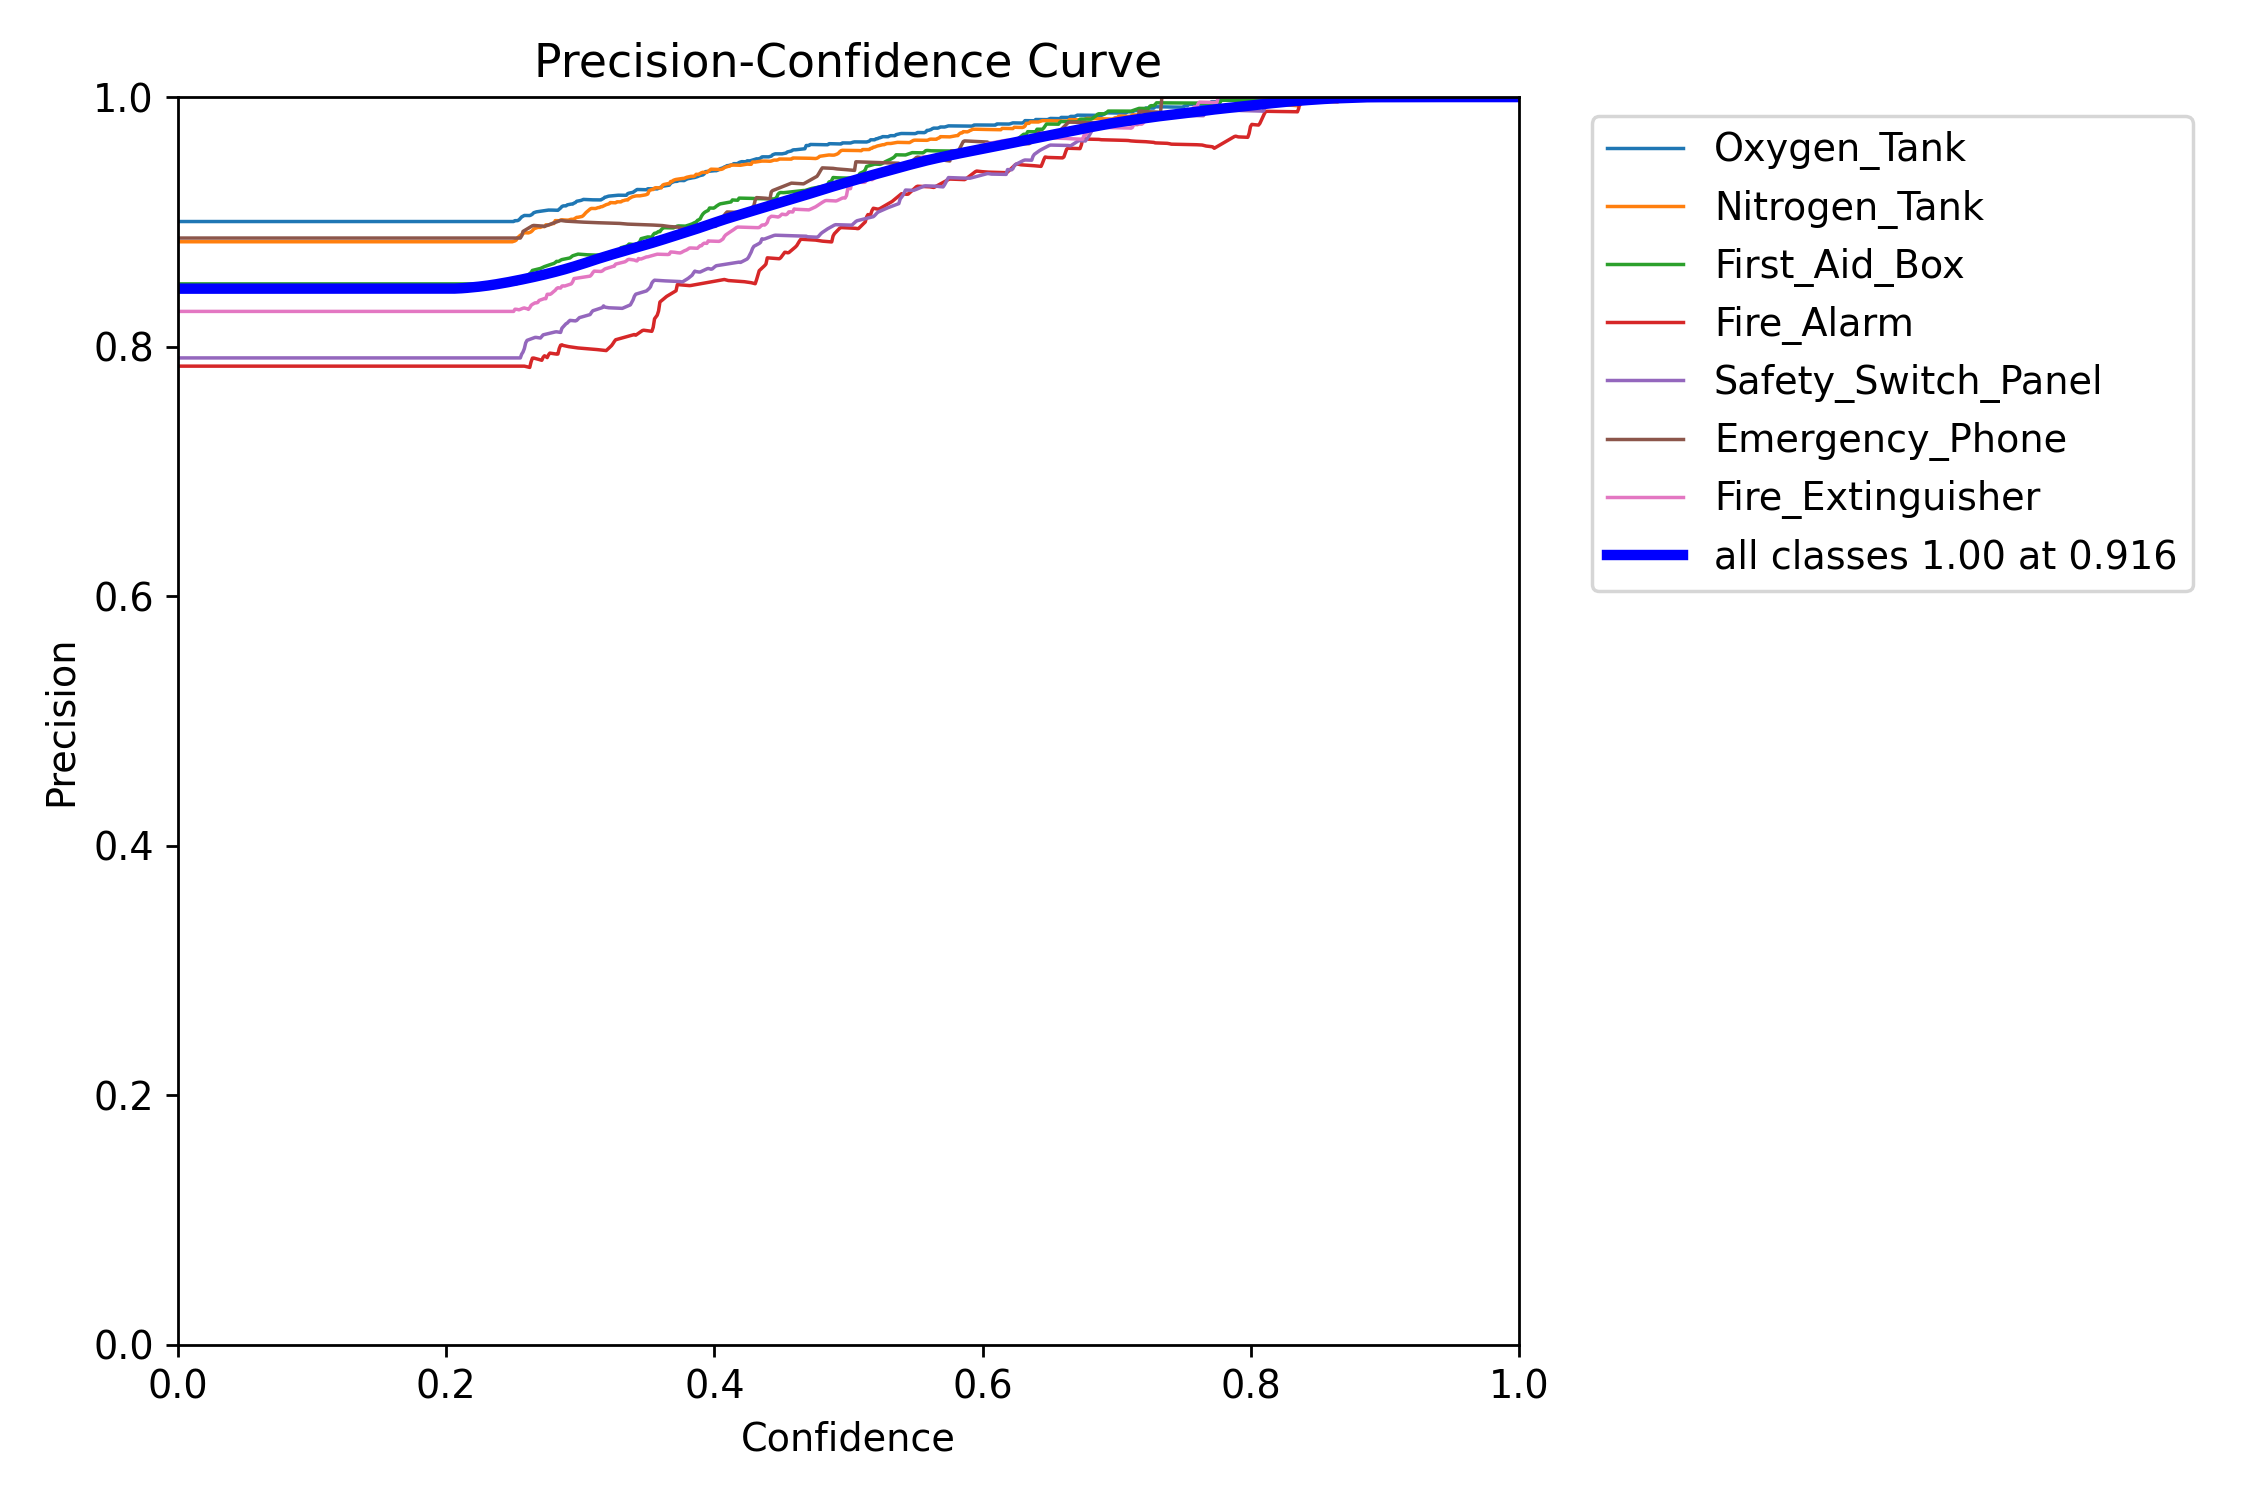 Precision-Confidence Curve
1.0
0.8
0.6
0.4
0.2
0.0
Precision
0.0 0.2 0.4 0.6 0.8 1.0
Confidence
Oxygen_Tank
Nitrogen_Tank
First_Aid_Box
Fire_Alarm
Safety_Switch_Panel
Emergency_Phone
Fire_Extinguisher
all classes 1.00 at 0.916